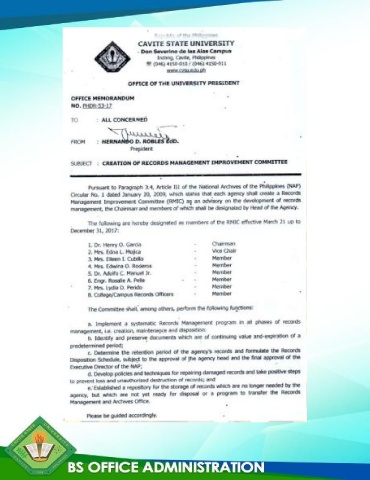 Republic of the Philippines
CAVITE STATE UNIVERSITY
Don Severino de las Alas Campus
Indang, Cavite, Philippines
(046) 4150-010 / (046) 4150-011
www.cvsu.edu.ph
OFFICE OF THE UNIVERSITY PRESIDENT
OFFICE MEMORANDUM
NO. PHDR-53-17
TO : ALL CONCERNED
FROM : HERNANDO D. ROBLES EdD.
President
SUBJECT : CREATION OF RECORDS MANAGEMENT IMPROVEMENT COMMITTEE
Pursuant to Paragraph 3.4, Article III of the National Archives of the Philippines (NAP)
Circular No. 1 dated January 20, 2009, which states that each agency shall create a Records
Management Improvement Committee (RMIC) as an advisory on the development of records
management, the Chairman and members of which shall be designated by Head of the Agency.
The following are hereby designated as members of the RMIC effective March 21 up to
December 31, 2017:
1. Dr. Henry O. Garcia - Chairman
2. Mrs. Edna L. Mojica - Vice Chair
3. Mrs. Eileen I. Cubillo - Member
4. Mrs. Edwina O. Roderos - Member
5. Dr. Adolfo C. Manuel Jr. - Member
6. Engr. Rosalie A. Pelle - Member
7. Mrs. Lydia D. Perido - Member
8. College/Campus Records Officers - Member
The Committee shall, among others, perform the following functions:
a. Implement a systematic Records Management program in all phases of records
management, i.e. creation, maintenance and disposition;
b. Identify and preserve documents which are of continuing value and expiration of a
predetermined period;
c. Determine the retention period of the agency's records and formulate the Records
Disposition Schedule, subject to the approval of the agency head and the final approval of the
Executive Director of the NAP;
d. Develop policies and techniques for repairing damaged records and take positive steps
to prevent loss and unauthorized destruction of records; and
e. Established a repository for the storage of records which are no longer needed by the
agency, but which are not yet ready for disposal or a program to transfer the Records
Management and Archives Office.
Please be guided accordingly.
BS OFFICE ADMINISTRATION